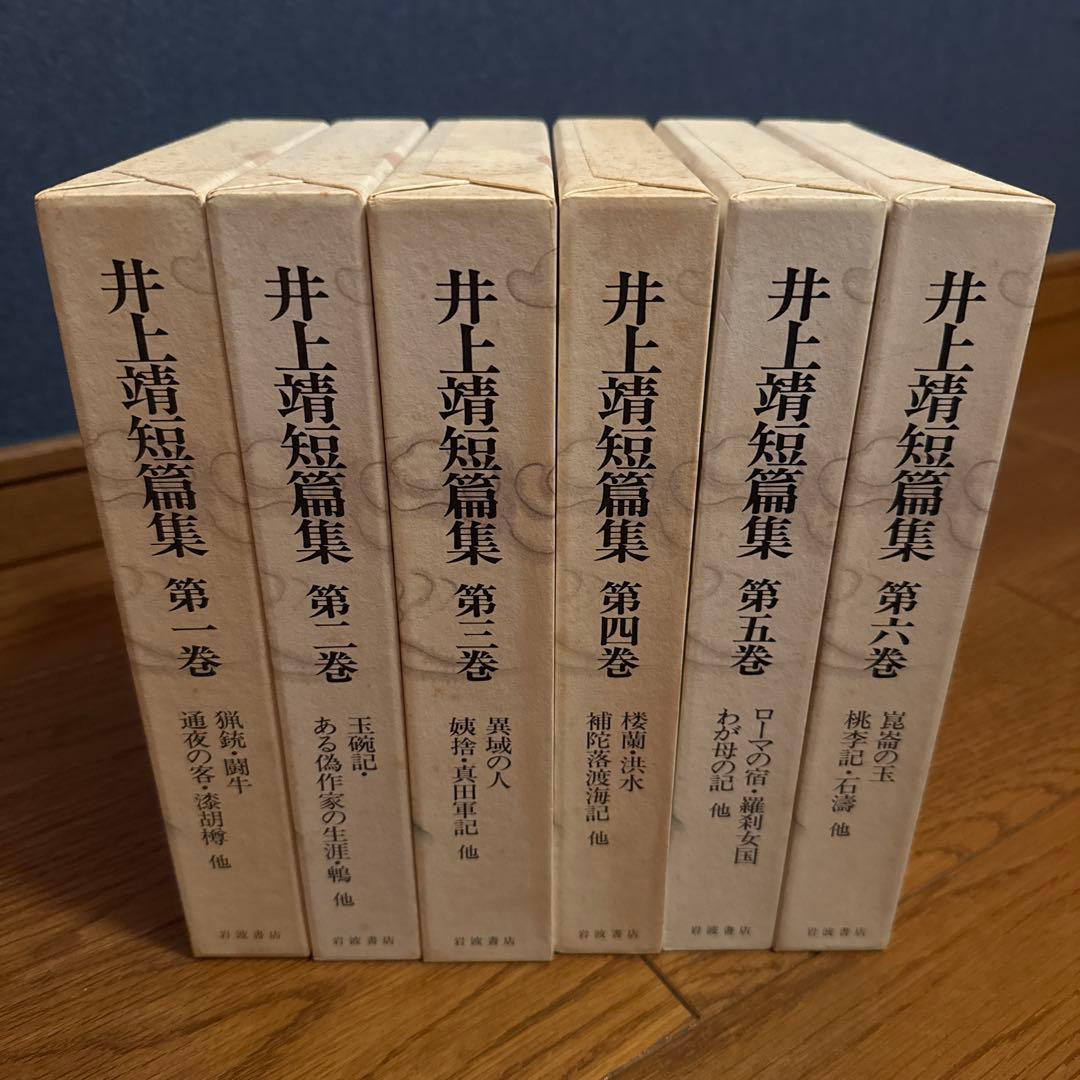 井上靖短篇集 第一巻
猟銃・闘牛
通夜の客・漆胡樽 他
岩波書店
井上靖短篇集 第二巻
玉碗記・
ある偽作家の生涯・鵯 他
岩波書店
井上靖短篇集 第三巻
異域の人
姨捨・真田軍記 他
岩波書店
井上靖短篇集 第四巻
楼蘭・洪水
補陀落渡海記 他
岩波書店
井上靖短篇集 第五巻
ローマの宿・羅刹女国
わが母の記 他
岩波書店
井上靖短篇集 第六巻
崑崙の玉
桃李記・石濤 他
岩波書店